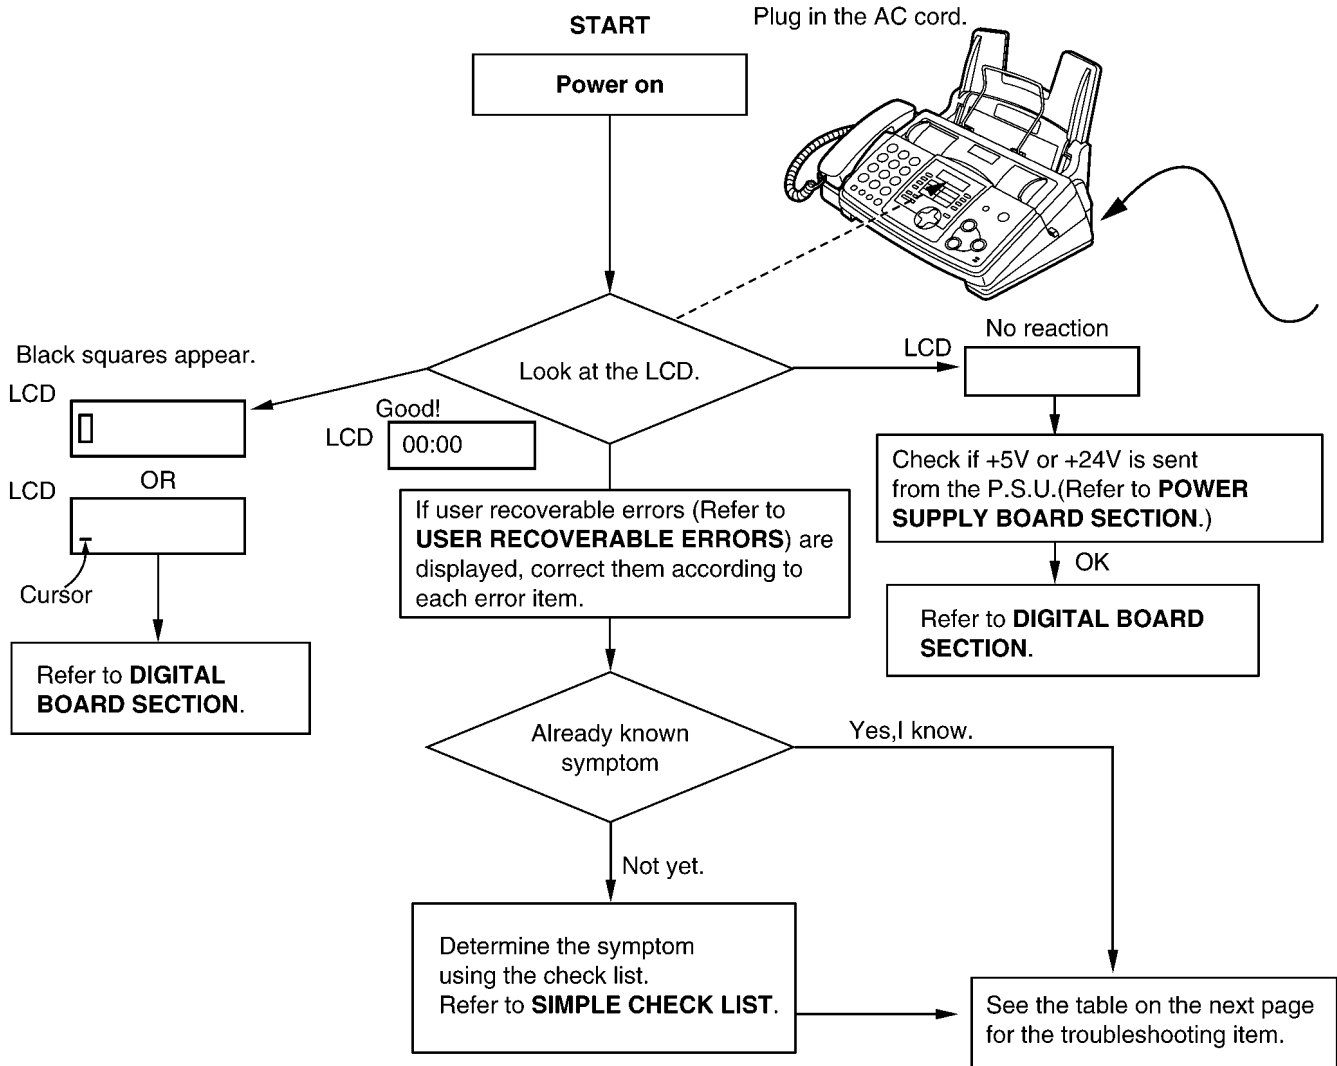 START
Plug in the AC cord.
Power on
Look at the LCD.
Black squares appear.
LCD
OR
LCD
Cursor
Refer to DIGITAL
BOARD SECTION.
Good!
LCD
00:00
If user recoverable errors (Refer to
USER RECOVERABLE ERRORS) are
displayed, correct them according to
each error item.
No reaction
LCD
Check if +5V or +24V is sent
from the P.S.U.(Refer to POWER
SUPPLY BOARD SECTION.)
OK
Refer to DIGITAL BOARD
SECTION.
Already known
symptom
Yes,I know.
Not yet.
Determine the symptom
using the check list.
Refer to SIMPLE CHECK LIST.
See the table on the next page
for the troubleshooting item.